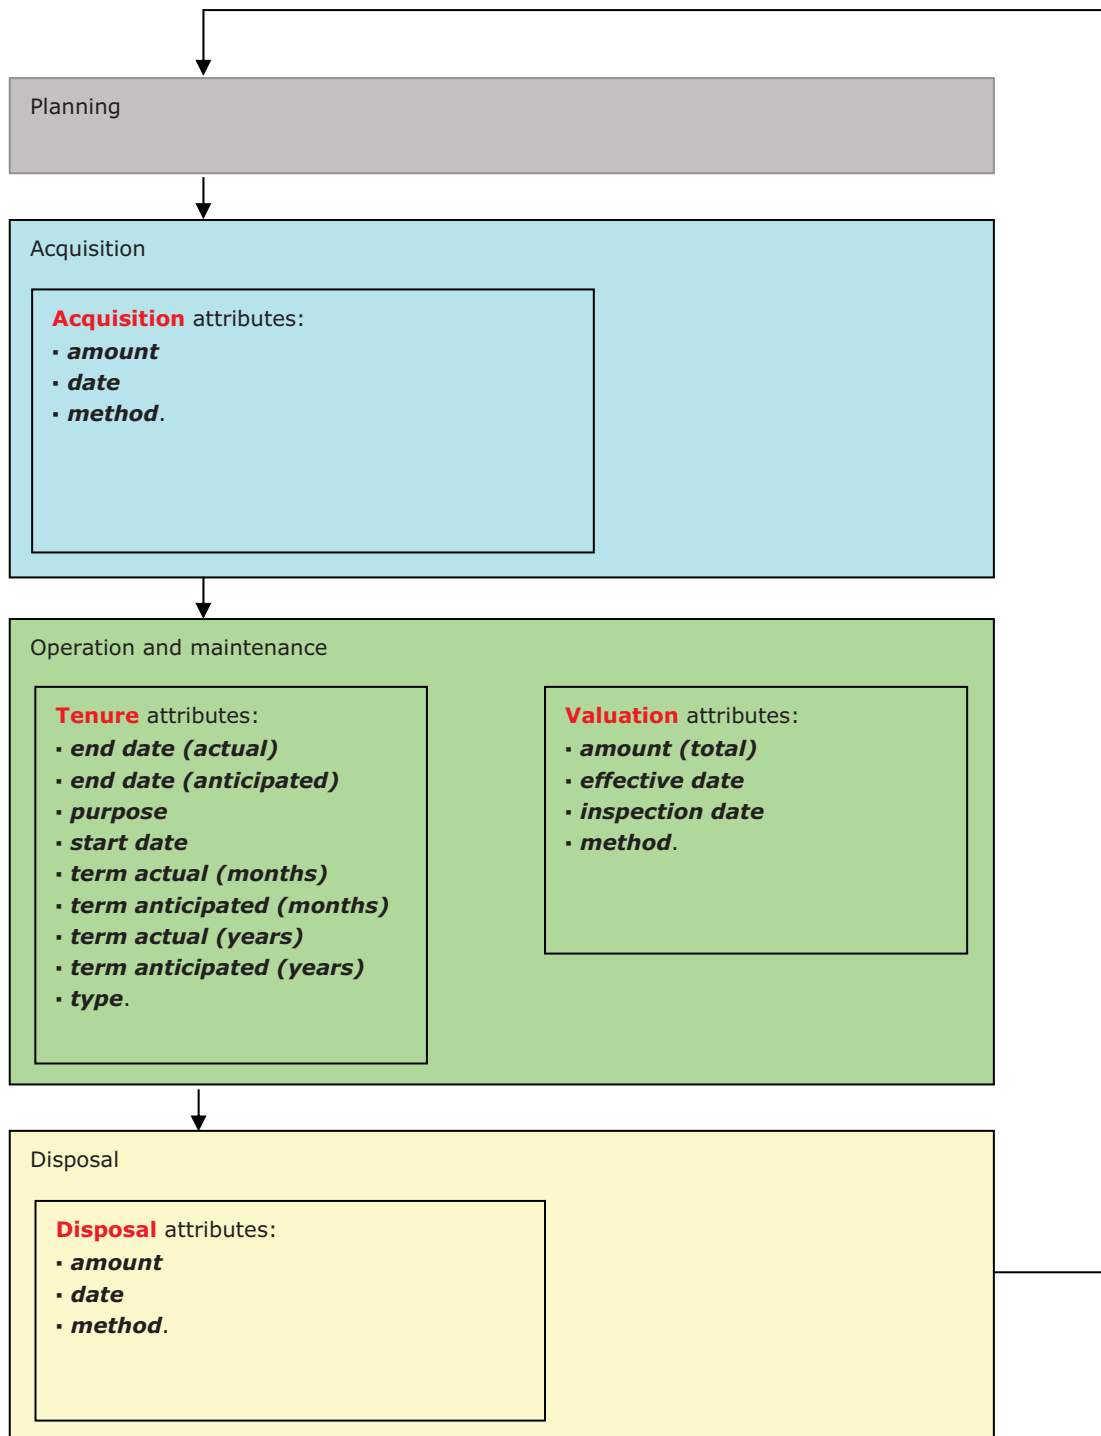 Planning
Acquisition
Acquisition attributes:
▪ amount
▪ date
▪ method.
Operation and maintenance
Tenure attributes:
▪ end date (actual)
▪ end date (anticipated)
▪ purpose
▪ start date
▪ term actual (months)
▪ term anticipated (months)
▪ term actual (years)
▪ term anticipated (years)
▪ type.
Valuation attributes:
▪ amount (total)
▪ effective date
▪ inspection date
▪ method.
Disposal
Disposal attributes:
▪ amount
▪ date
▪ method.